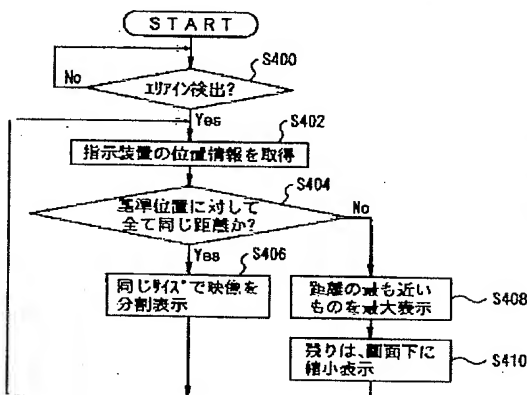 START
S400
No
エリアイン検出?
Yes
S402
指示装置の位置情報を取得
S404
基準位置に対して
全て同じ距離か?
No
Yes
S406
同じサイズで映像を
分割表示
距離の最も近い
ものを最大表示
S408
残りは、画面下に
縮小表示
S410